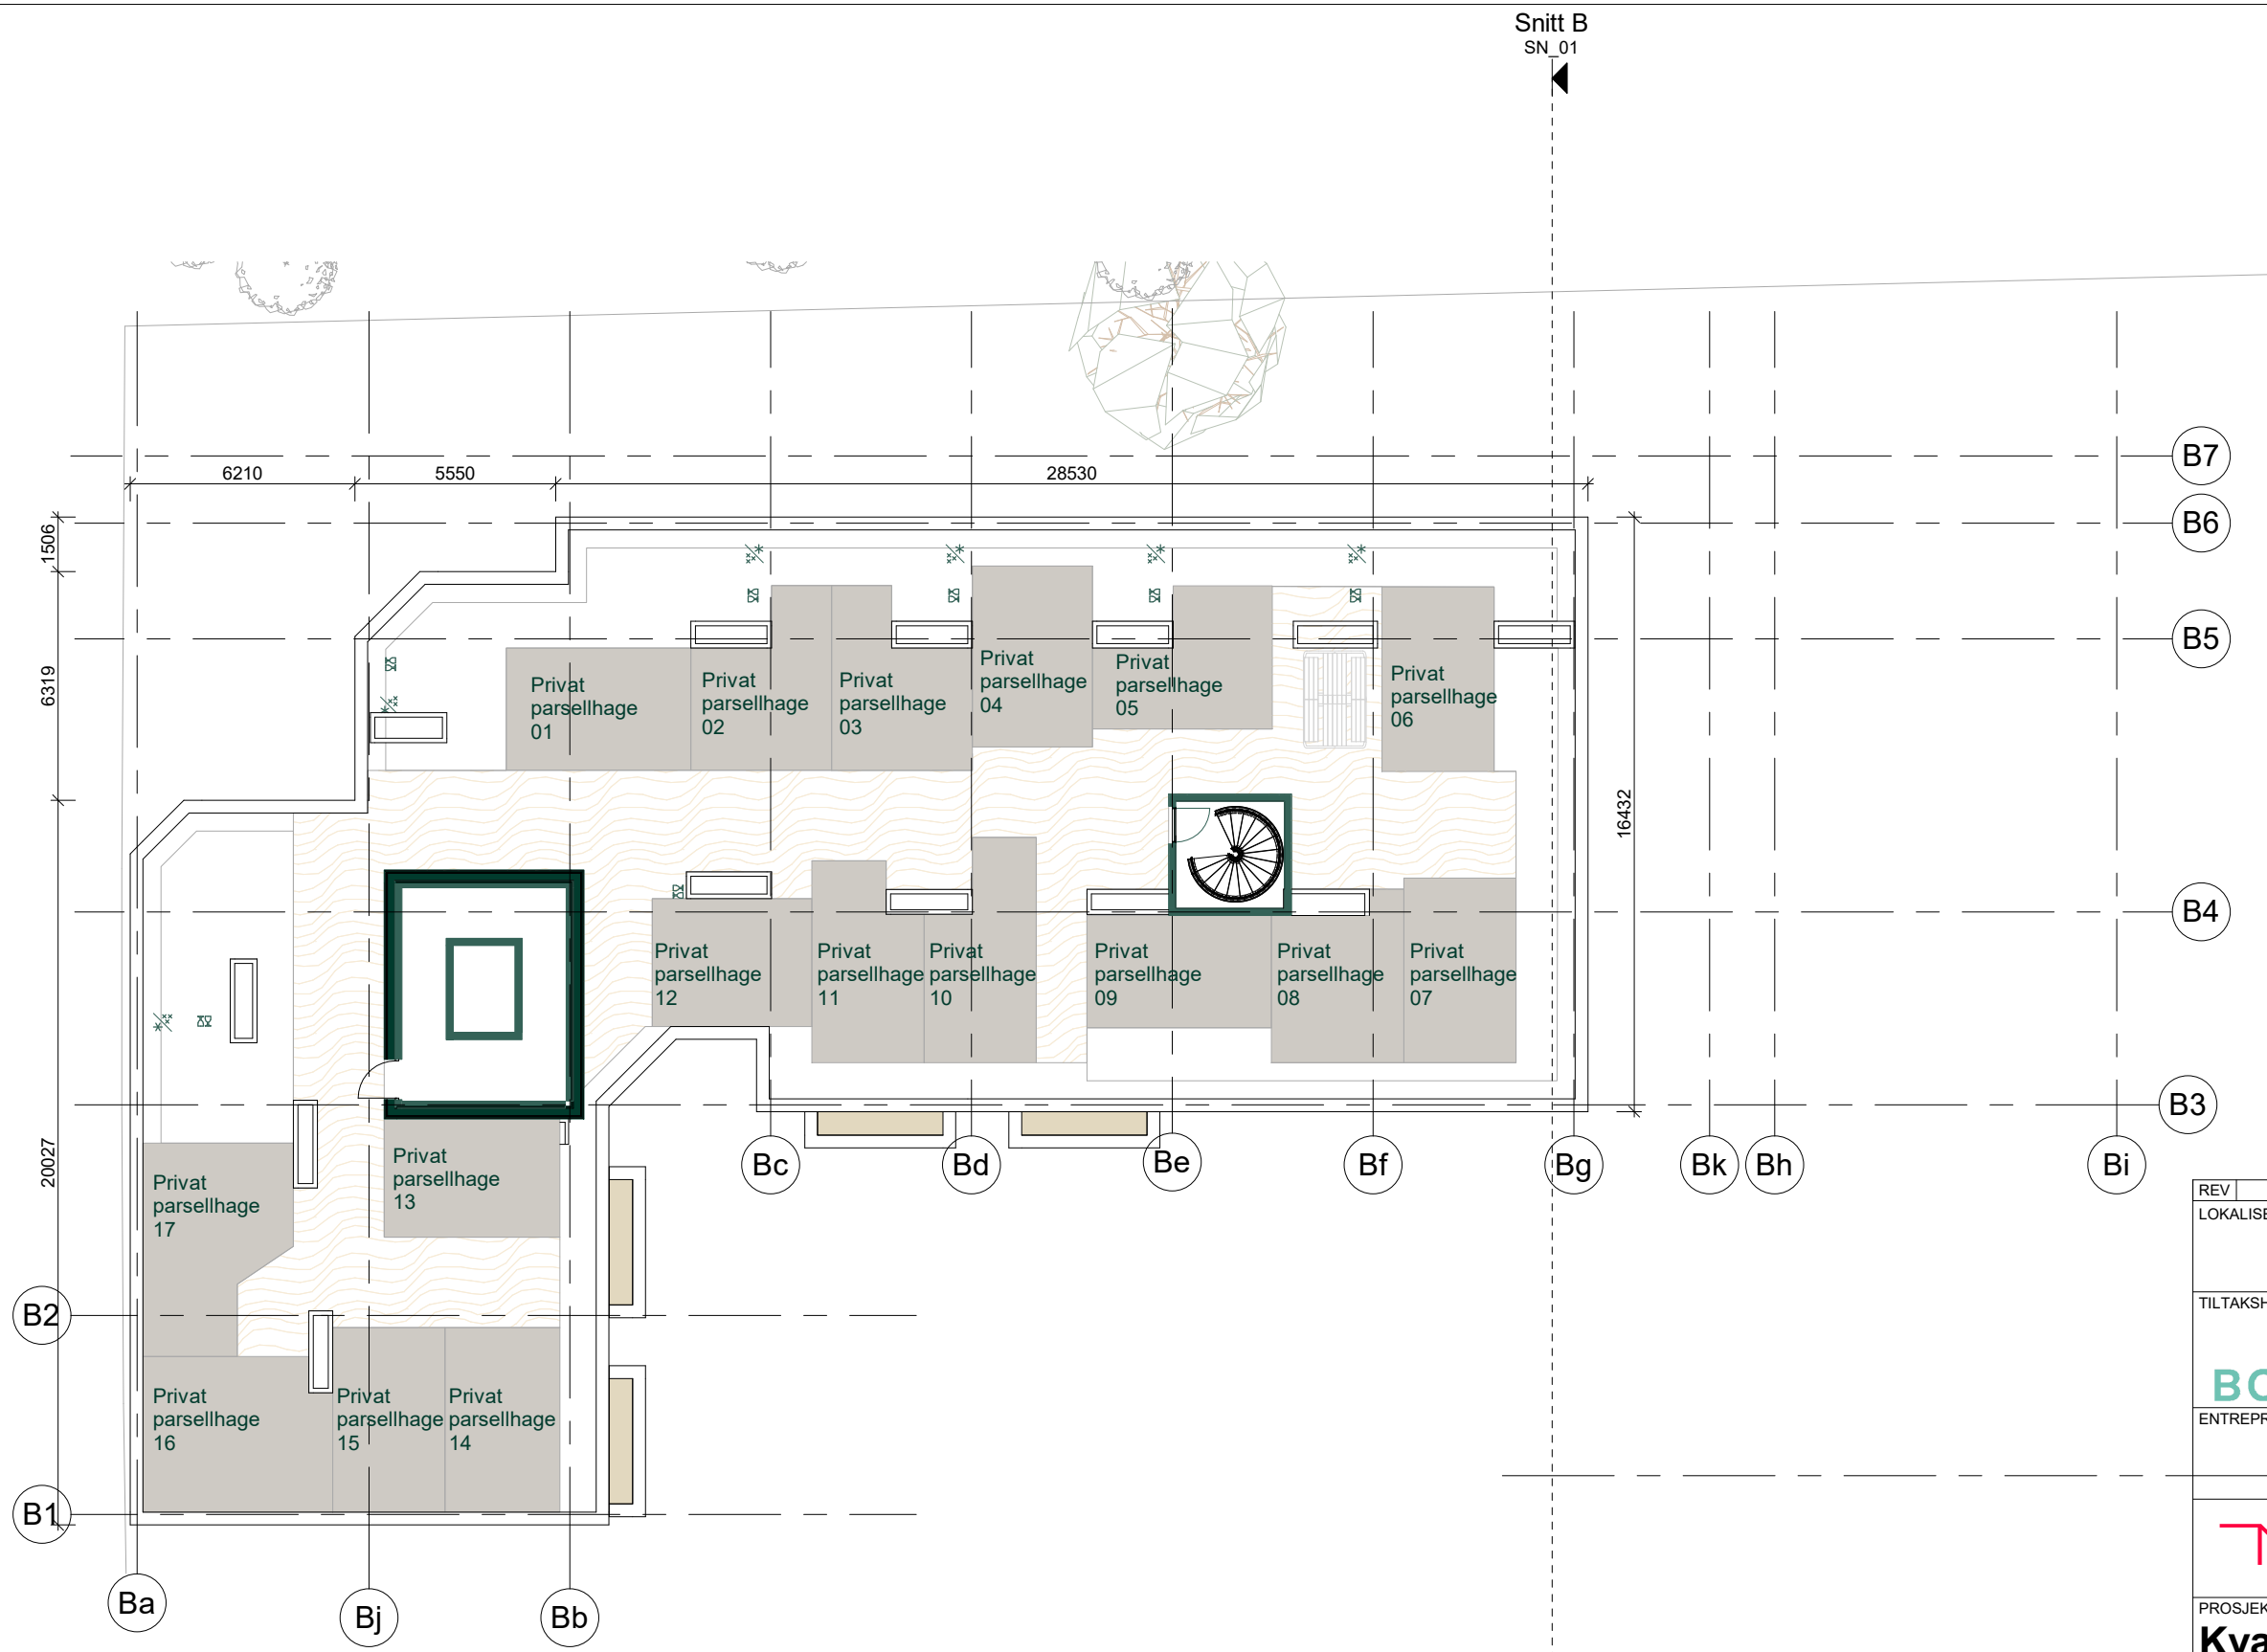 Snitt B
SN_01
B7
6210
5550
28530
B6
1506
B5
6319
Privat
parsellhage
01
Privat
parsellhage
02
Privat
parsellhage
03
Privat
parsellhage
04
Privat
parsellhage
05
Privat
parsellhage
06
16432
B4
Privat
parsellhage
12
Privat
parsellhage
11
Privat
parsellhage
10
Privat
parsellhage
09
Privat
parsellhage
08
Privat
parsellhage
07
B3
20027
Bc
Bd
Be
Bf
Bg
Bk
Bh
Bi
Privat
parsellhage
13
Privat
parsellhage
17
REV
B2
Privat
parsellhage
16
Privat
parsellhage
15
Privat
parsellhage
14
B1
Ba
Bj
Bb